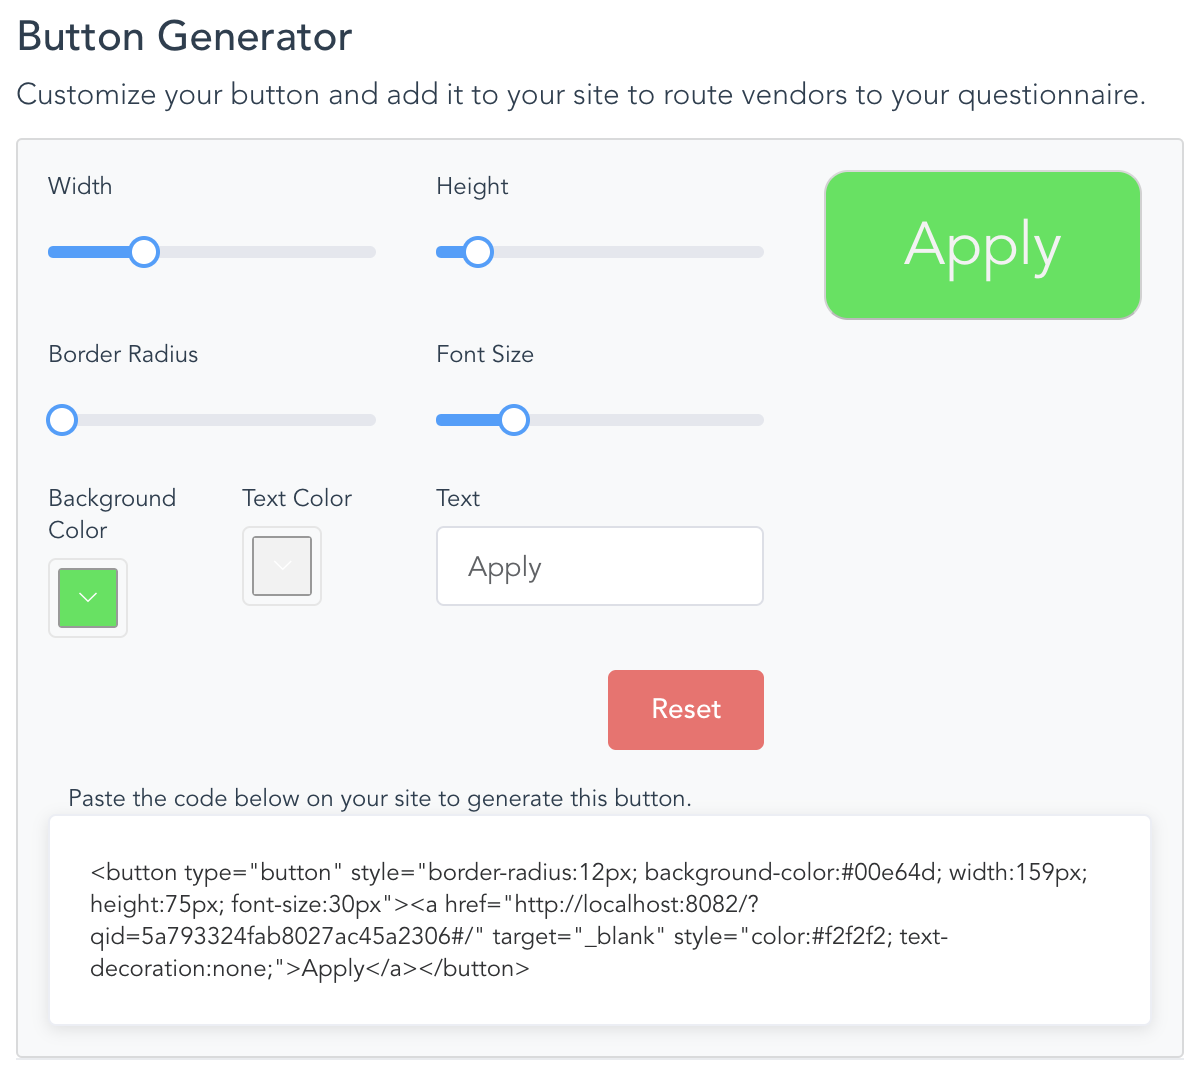 Button Generator
Customize your button and add it to your site to route vendors to your questionnaire.
Width
Height
Apply
Border Radius
Font Size
Background
Color
Text Color
Text
Apply
Reset
Paste the code below on your site to generate this button.
<button type="button" style="border-radius:12px; background-color:#00e64d; width:159px;
height:75px; font-size:30px"><a href="http://localhost:8082/?
qid=5a793324fab8027ac45a2306#/" target="_blank" style="color:#f2f2f2; text-
decoration:none;">Apply</a></button>